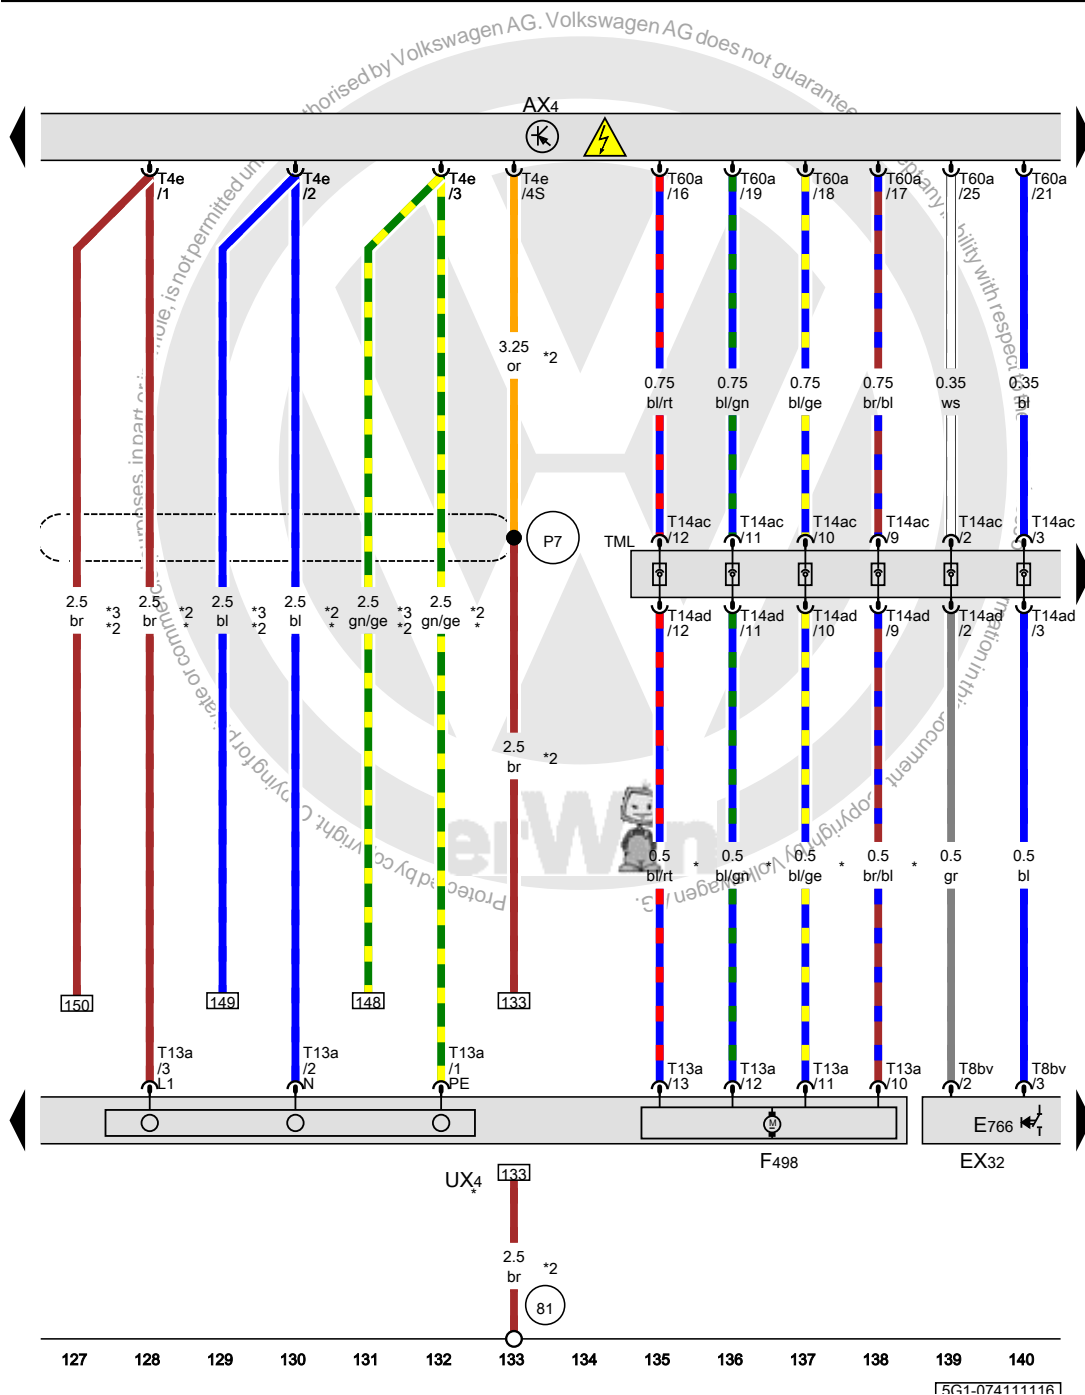 thorised by Volkswagen AG. Volkswagen AG does not guarantee
AX4
T4e /1
T4e /2
T4e /3
T4e /4S
T60a /16
T60a /19
T60a /18
T60a /17
T60a /25
T60a /21
3.25 or *2
0.75 bl/rt
0.75 bl/gn
0.75 bl/ge
0.75 br/bl
0.35 ws
0.35 bl
P7
TML
T14ac /12
T14ac /11
T14ac /10
T14ac /9
T14ac /2
T14ac /3
2.5 br *3 *2
2.5 br *2 *
2.5 bl *3 *2
2.5 bl *2 *
2.5 gn/ge *3 *2
2.5 gn/ge *2 *
T14ad /12
T14ad /11
T14ad /10
T14ad /9
T14ad /2
T14ad /3
2.5 br *2
0.5 bl/rt *
0.5 bl/gn *
0.5 bl/ge *
0.5 br/bl *
0.5 gr
0.5 bl
150
149
148
133
T13a /3 L1
T13a /2 N
T13a /1 PE
T13a /13
T13a /12
T13a /11
T13a /10
T8bv /2
T8bv /3
M
E766
UX4 *
133
F498
EX32
2.5 br *2
81
127 128 129 130 131 132 133 134 135 136 137 138 139 140
5G1-074111116